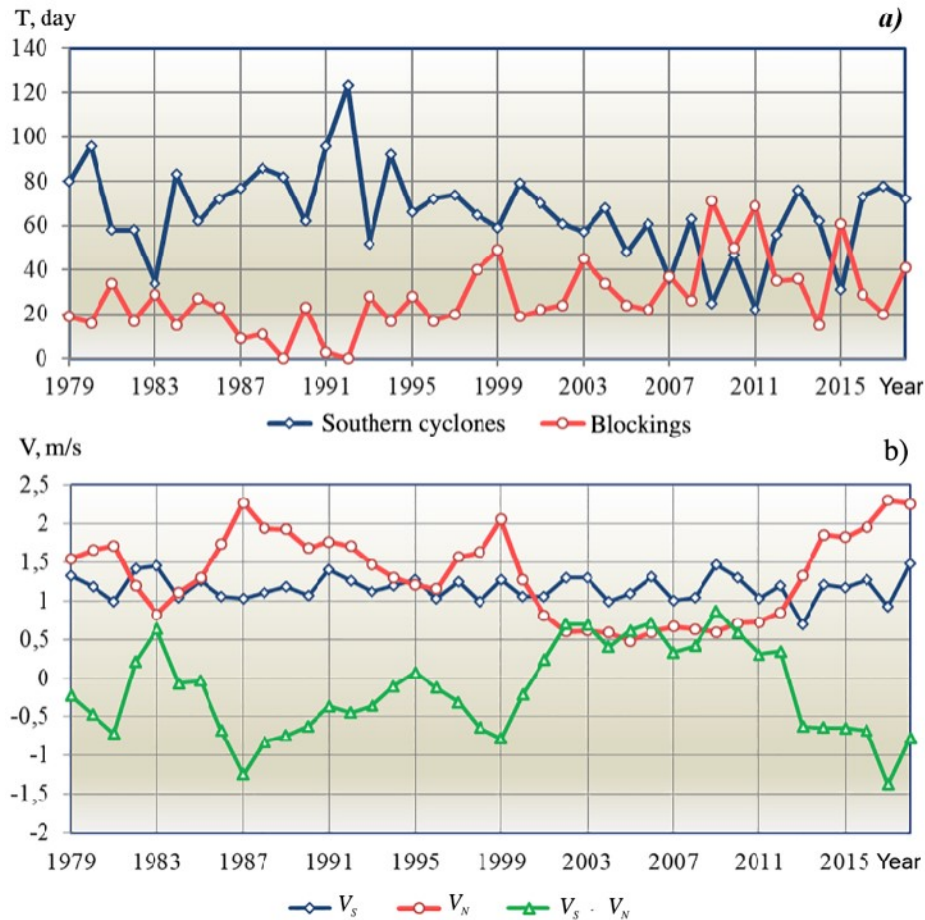 T, day
a)
140
120
100
80
60
40
20
0
1979 1983 1987 1991 1995 1999 2003 2007 2011 2015 Year
Southern cyclones Blockings
V, m/s
b)
2,5
2
1,5
1
0,5
0
-0,5
-1
-1,5
-2
1979 1983 1987 1991 1995 1999 2003 2007 2011 2015 Year
V_S V_N V_S - V_N